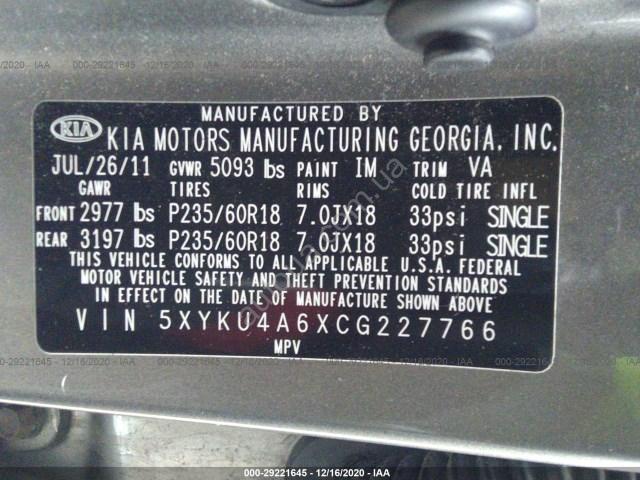 000-29221645 / 12/16/2020 - IAA
MANUFACTURED BY
KIA KIA MOTORS MANUFACTURING GEORGIA, INC.
JUL/26/11 GVWR 5093 lbs PAINT IM TRIM VA
GAWR TIRES RIMS COLD TIRE INFL
FRONT 2977 lbs P235/60R18 7.0JX18 33psi SINGLE
REAR 3197 lbs P235/60R18 7.0JX18 33psi SINGLE
THIS VEHICLE CONFORMS TO ALL APPLICABLE U.S.A. FEDERAL
MOTOR VEHICLE SAFETY AND THEFT PREVENTION STANDARDS
IN EFFECT ON THE DATE OF MANUFACTURE SHOWN ABOVE
VIN 5XYKU4A6XCG227766
MPV
000-29221645 / 12/16/2020 - IAA